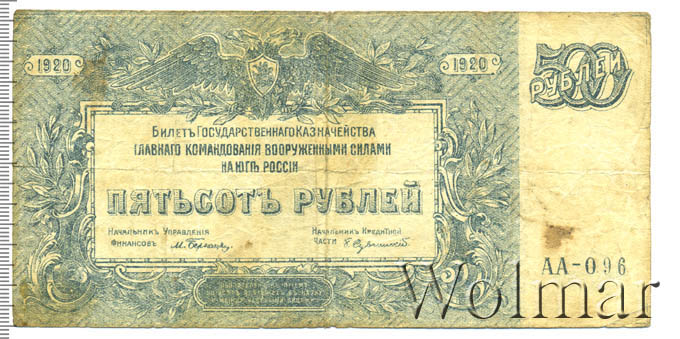 1920
1920
500
РУБЛЕЙ
БИЛЕТЪ ГОСУДАРСТВЕННАГО КАЗНАЧЕЙСТВА
ГЛАВНАГО КОМАНДОВАНІЯ ВООРУЖЕННЫМИ СИЛАМИ
НА ЮГѢ РОССІИ
ПЯТЬСОТЪ РУБЛЕЙ
НАЧАЛЬНИКЪ УПРАВЛЕНІЯ
ФИНАНСОВЪ
НАЧАЛЬНИКЪ КРЕДИТНОЙ
ЧАСТИ
АА-096
Wolmar